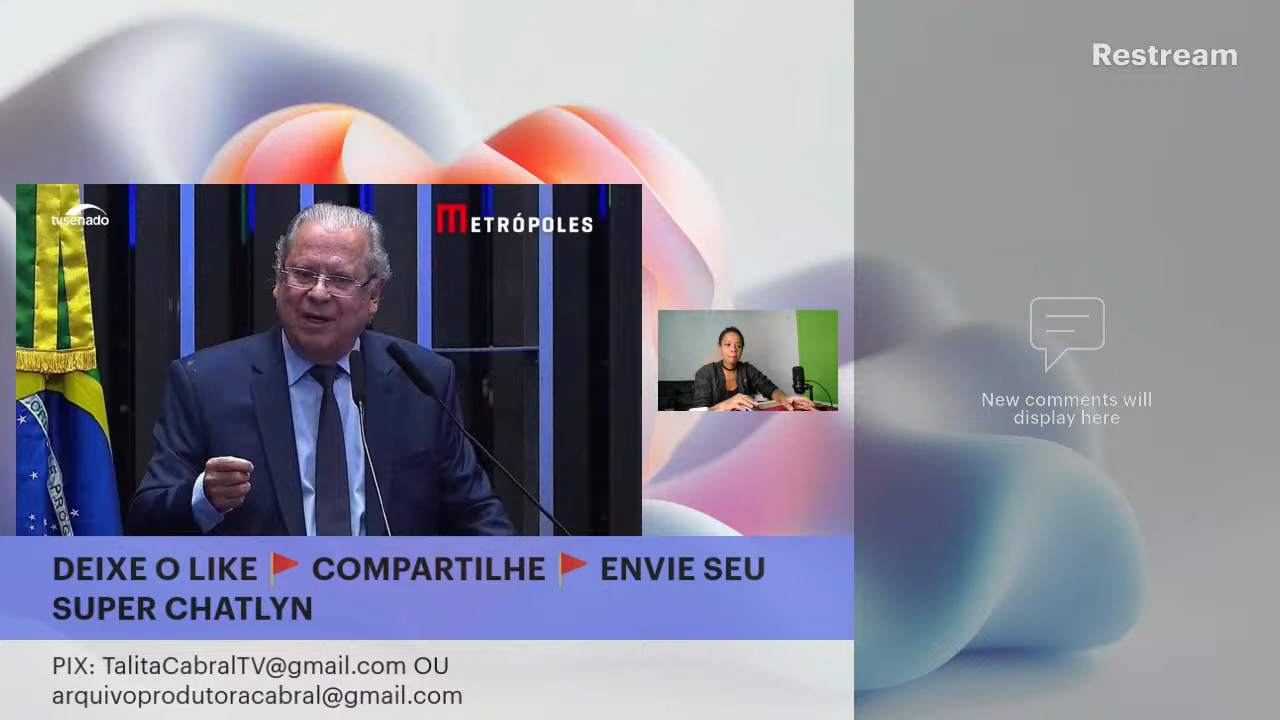 Restream
tvsenado
METRÓPOLES
New comments will
display here
DEIXE O LIKE 🚩 COMPARTILHE 🚩 ENVIE SEU
SUPER CHATLYN
PIX: TalitaCabralTV@gmail.com OU
arquivoprodutoracabral@gmail.com